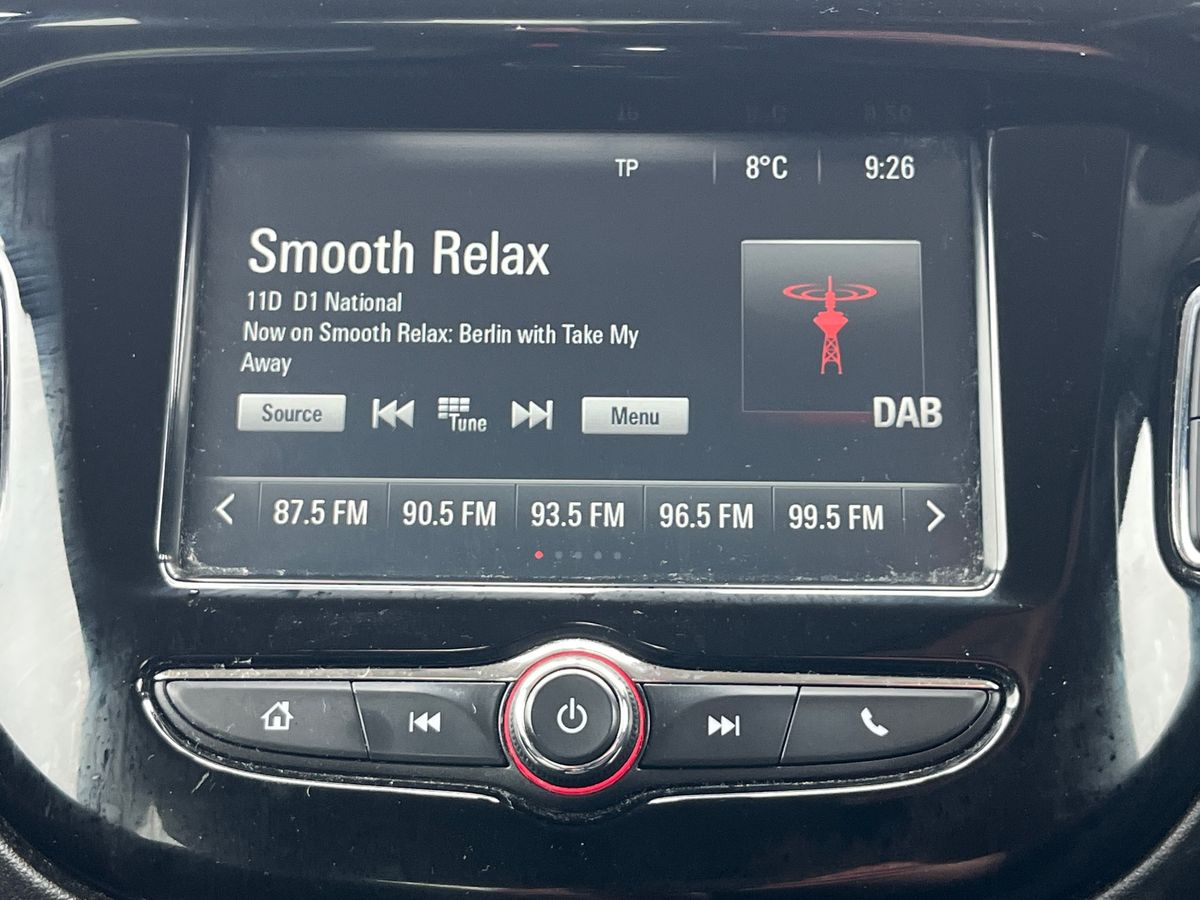 TP 8°C 9:26
Smooth Relax
11D D1 National
Now on Smooth Relax: Berlin with Take My
Away
Source Tune Menu
DAB
87.5 FM 90.5 FM 93.5 FM 96.5 FM 99.5 FM